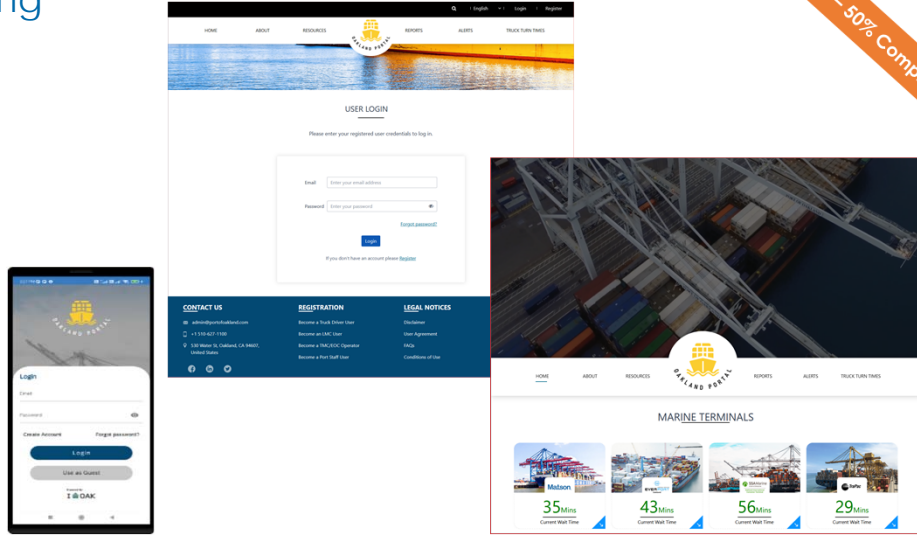 ng
50% Comp
English
Login
Register
HOME
ABOUT
RESOURCES
OAKLAND PORTAL
REPORTS
ALERTS
TRUCK TURN TIMES
USER LOGIN
Please enter your registered user credentials to log in.
Email
Enter your email address
Password
Enter your password
Forgot password?
Login
If you don't have an account please Register
CONTACT US
admin@portofoakland.com
+1 510-627-1100
530 Water St, Oakland, CA 94607,
United States
REGISTRATION
Become a Truck Driver User
Become an LMC User
Become a TMC/EOC Operator
Become a Port Staff User
LEGAL NOTICES
Disclaimer
User Agreement
FAQs
Conditions of Use
OAKLAND PORTAL
Login
Email
Password
Create Account
Forgot password?
Login
Use as Guest
OAK
HOME
ABOUT
RESOURCES
OAKLAND PORTAL
REPORTS
ALERTS
TRUCK TURN TIMES
MARINE TERMINALS
Matson
35Mins
Current Wait Time
43Mins
Current Wait Time
56Mins
Current Wait Time
29Mins
Current Wait Time